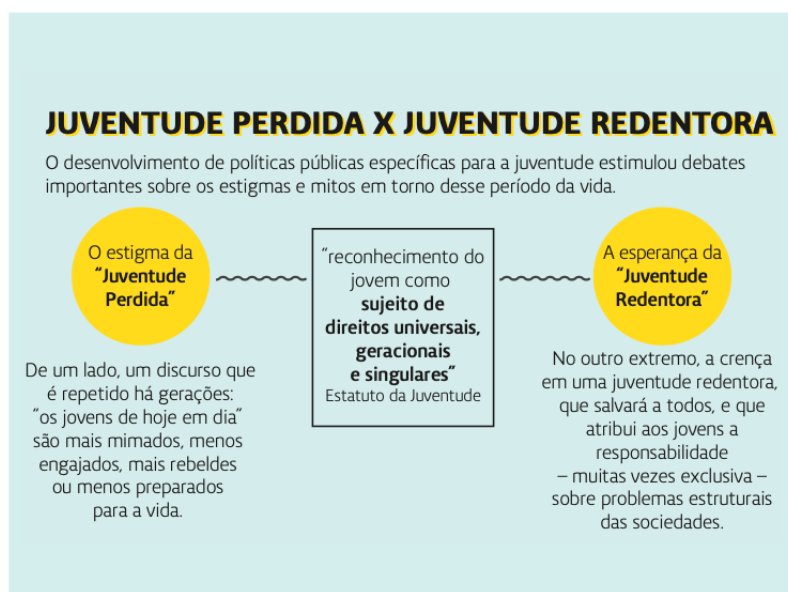 JUVENTUDE PERDIDA X JUVENTUDE REDENTORA
O desenvolvimento de políticas públicas específicas para a juventude estimulou debates
importantes sobre os estigmas e mitos em torno desse período da vida.
O estigma da
“Juventude
Perdida”
De um lado, um discurso que
é repetido há gerações:
“os jovens de hoje em dia”
são mais mimados, menos
engajados, mais rebeldes
ou menos preparados
para a vida.
“reconhecimento do
jovem como
sujeito de
direitos universais,
geracionais
e singulares”
Estatuto da Juventude
A esperança da
“Juventude
Redentora”
No outro extremo, a crença
em uma juventude redentora,
que salvará a todos, e que
atribui aos jovens a
responsabilidade
– muitas vezes exclusiva –
sobre problemas estruturais
das sociedades.